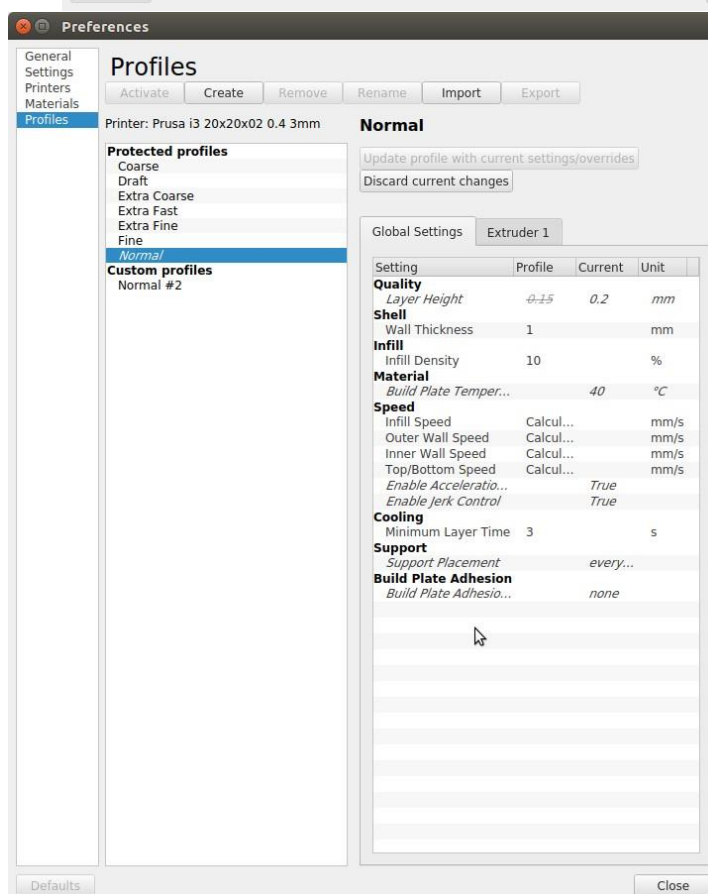 Preferences
General
Settings
Printers
Materials
Profiles
Profiles
Activate Create Remove Rename Import Export
Printer: Prusa i3 20x20x02 0.4 3mm
Protected profiles
Coarse
Draft
Extra Coarse
Extra Fast
Extra Fine
Fine
Normal
Custom profiles
Normal #2
Normal
Update profile with current settings/overrides
Discard current changes
Global Settings Extruder 1
Setting Profile Current Unit
Quality
Layer Height 0.15 0.2 mm
Shell
Wall Thickness 1 mm
Infill
Infill Density 10 %
Material
Build Plate Temper... 40 °C
Speed
Infill Speed Calcul... mm/s
Outer Wall Speed Calcul... mm/s
Inner Wall Speed Calcul... mm/s
Top/Bottom Speed Calcul... mm/s
Enable Acceleratio... True
Enable Jerk Control True
Cooling
Minimum Layer Time 3 s
Support
Support Placement every...
Build Plate Adhesion
Build Plate Adhesio... none
Defaults Close